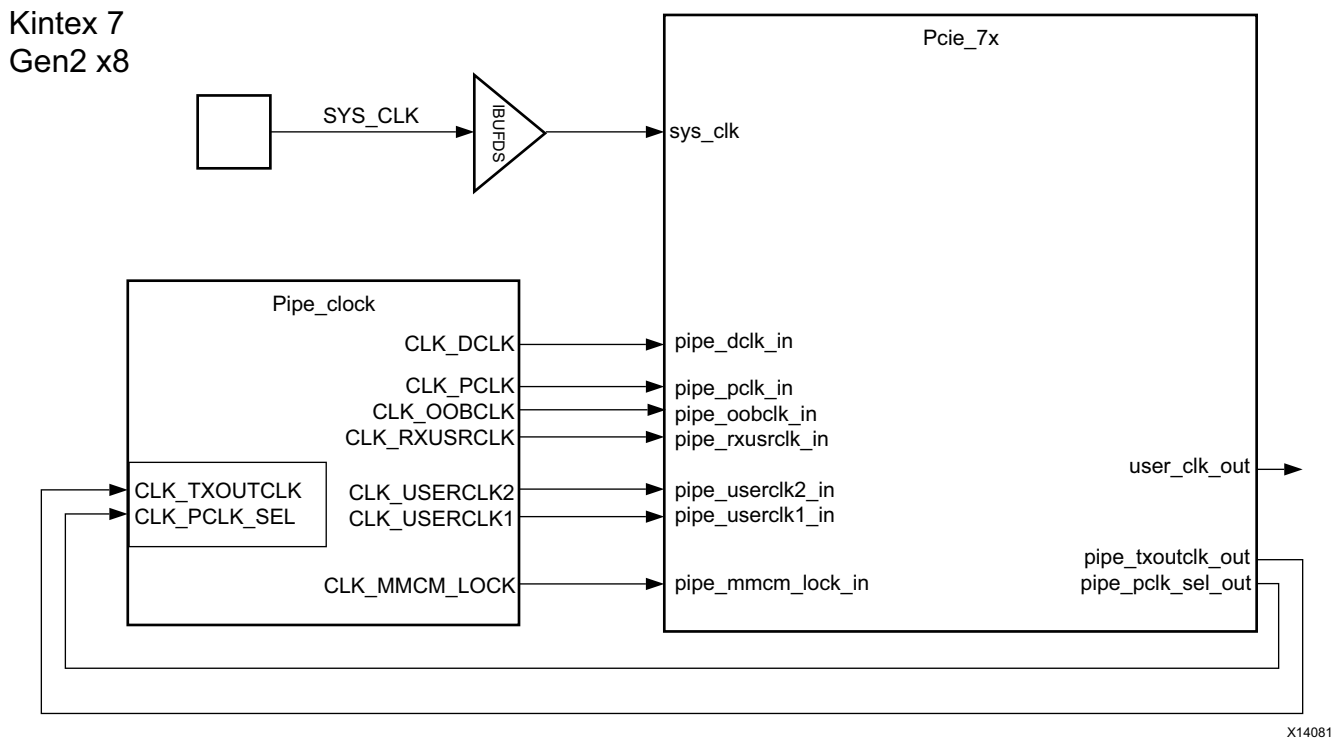 Kintex 7
Gen2 x8
Pcie_7x
SYS_CLK
IBUFDS
sys_clk
Pipe_clock
CLK_DCLK
pipe_dclk_in
CLK_PCLK
pipe_pclk_in
CLK_OOBCLK
pipe_oobclk_in
CLK_RXUSRCLK
pipe_rxusrclk_in
user_clk_out
CLK_TXOUTCLK
CLK_USERCLK2
pipe_userclk2_in
CLK_PCLK_SEL
CLK_USERCLK1
pipe_userclk1_in
pipe_txoutclk_out
CLK_MMCM_LOCK
pipe_mmcm_lock_in
pipe_pclk_sel_out
X14081